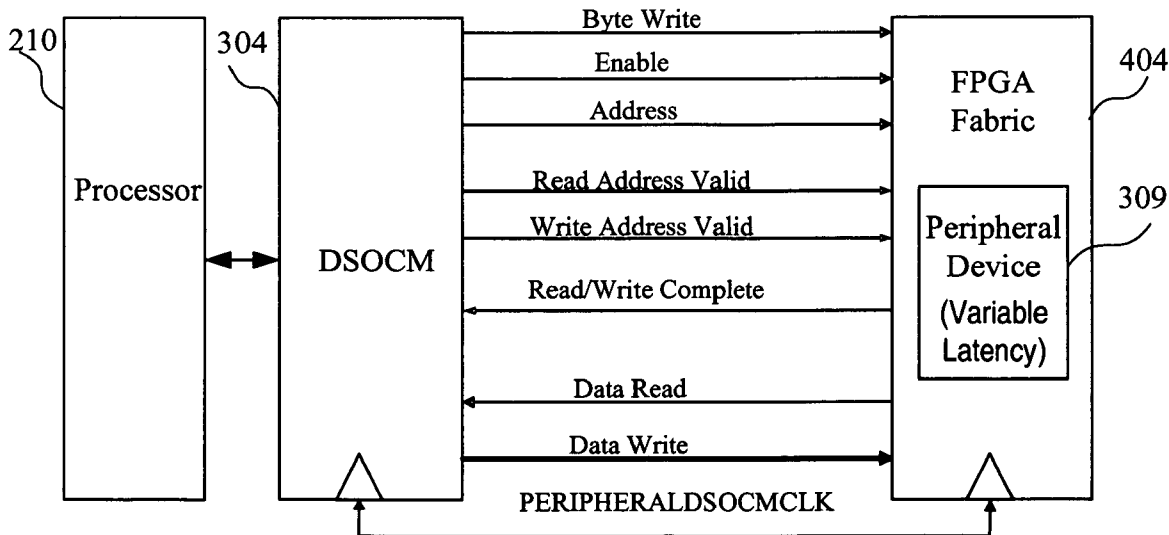 210
304
Byte Write
Enable
Address
FPGA
Fabric
404
Processor
DSOCM
Read Address Valid
Write Address Valid
Read/Write Complete
Peripheral
Device
(Variable
Latency)
309
Data Read
Data Write
PERIPHERALDSOCMCLK